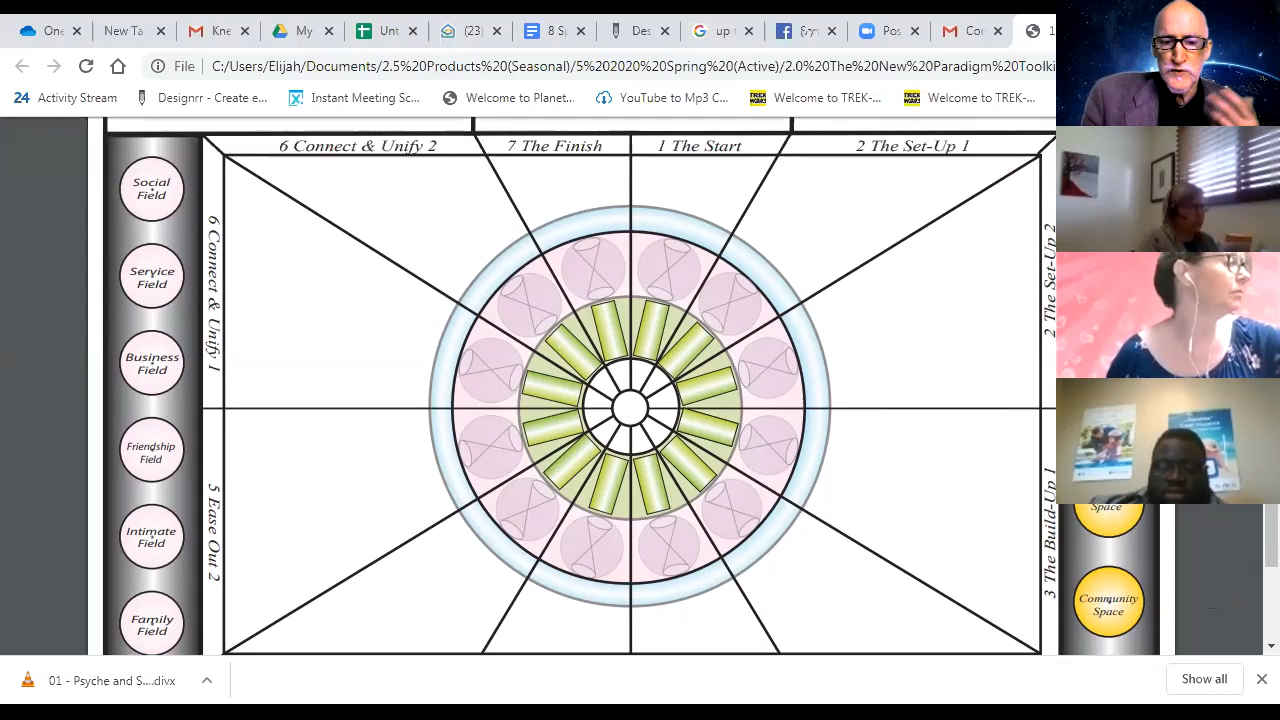 One
New Ta
Kne
My
Unt
(23)
8 S
Des
up
Pos
Cor
1
File
C:/Users/Elijah/Documents/2.5%20Produ
%20(Seasonal)/5%202020%20Spring%20(Active)/2.0%20The%20New%20Paradigm%20Toolki
24 Activity Stream
Designrr - Create e...
Instant Meeting Sc...
Welcome to Planet...
YouTube to Mp3 C...
Welcome to TREK-...
Welcome to TREK-...
6 Connect & Unify 2
7 The Finish
1 The Start
2 The Set-Up 1
Social
Field
Service
Field
Business
Field
Friendship
Field
Intimate
Field
Family
Field
6 Connect & Unify 1
5 Ease Out 2
2 The Set-Up 2
3 The Build-Up 1
Space
Community
Space
01 - Psyche and S....divx
Show all